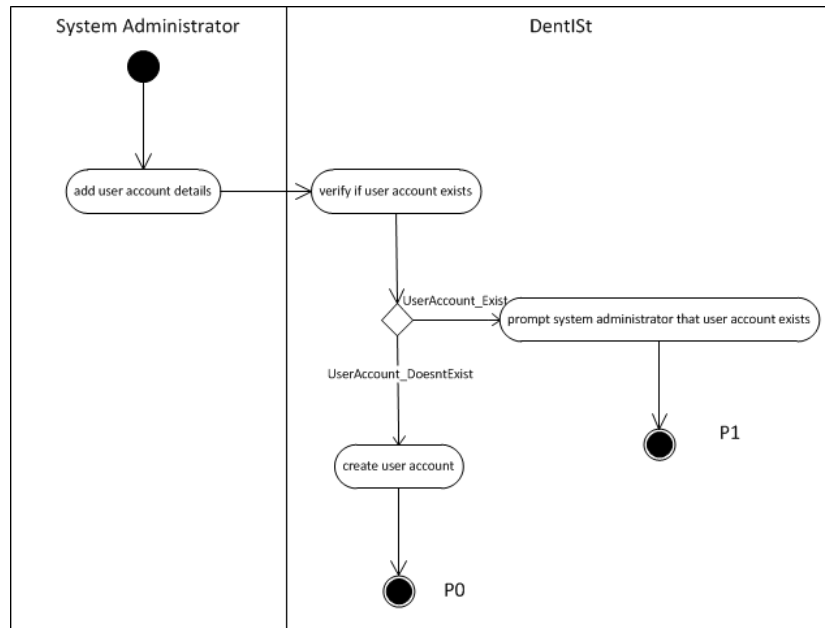 System Administrator
DentISt
add user account details
verify if user account exists
UserAccount_Exist
prompt system administrator that user account exists
UserAccount_DoesntExist
P1
create user account
P0